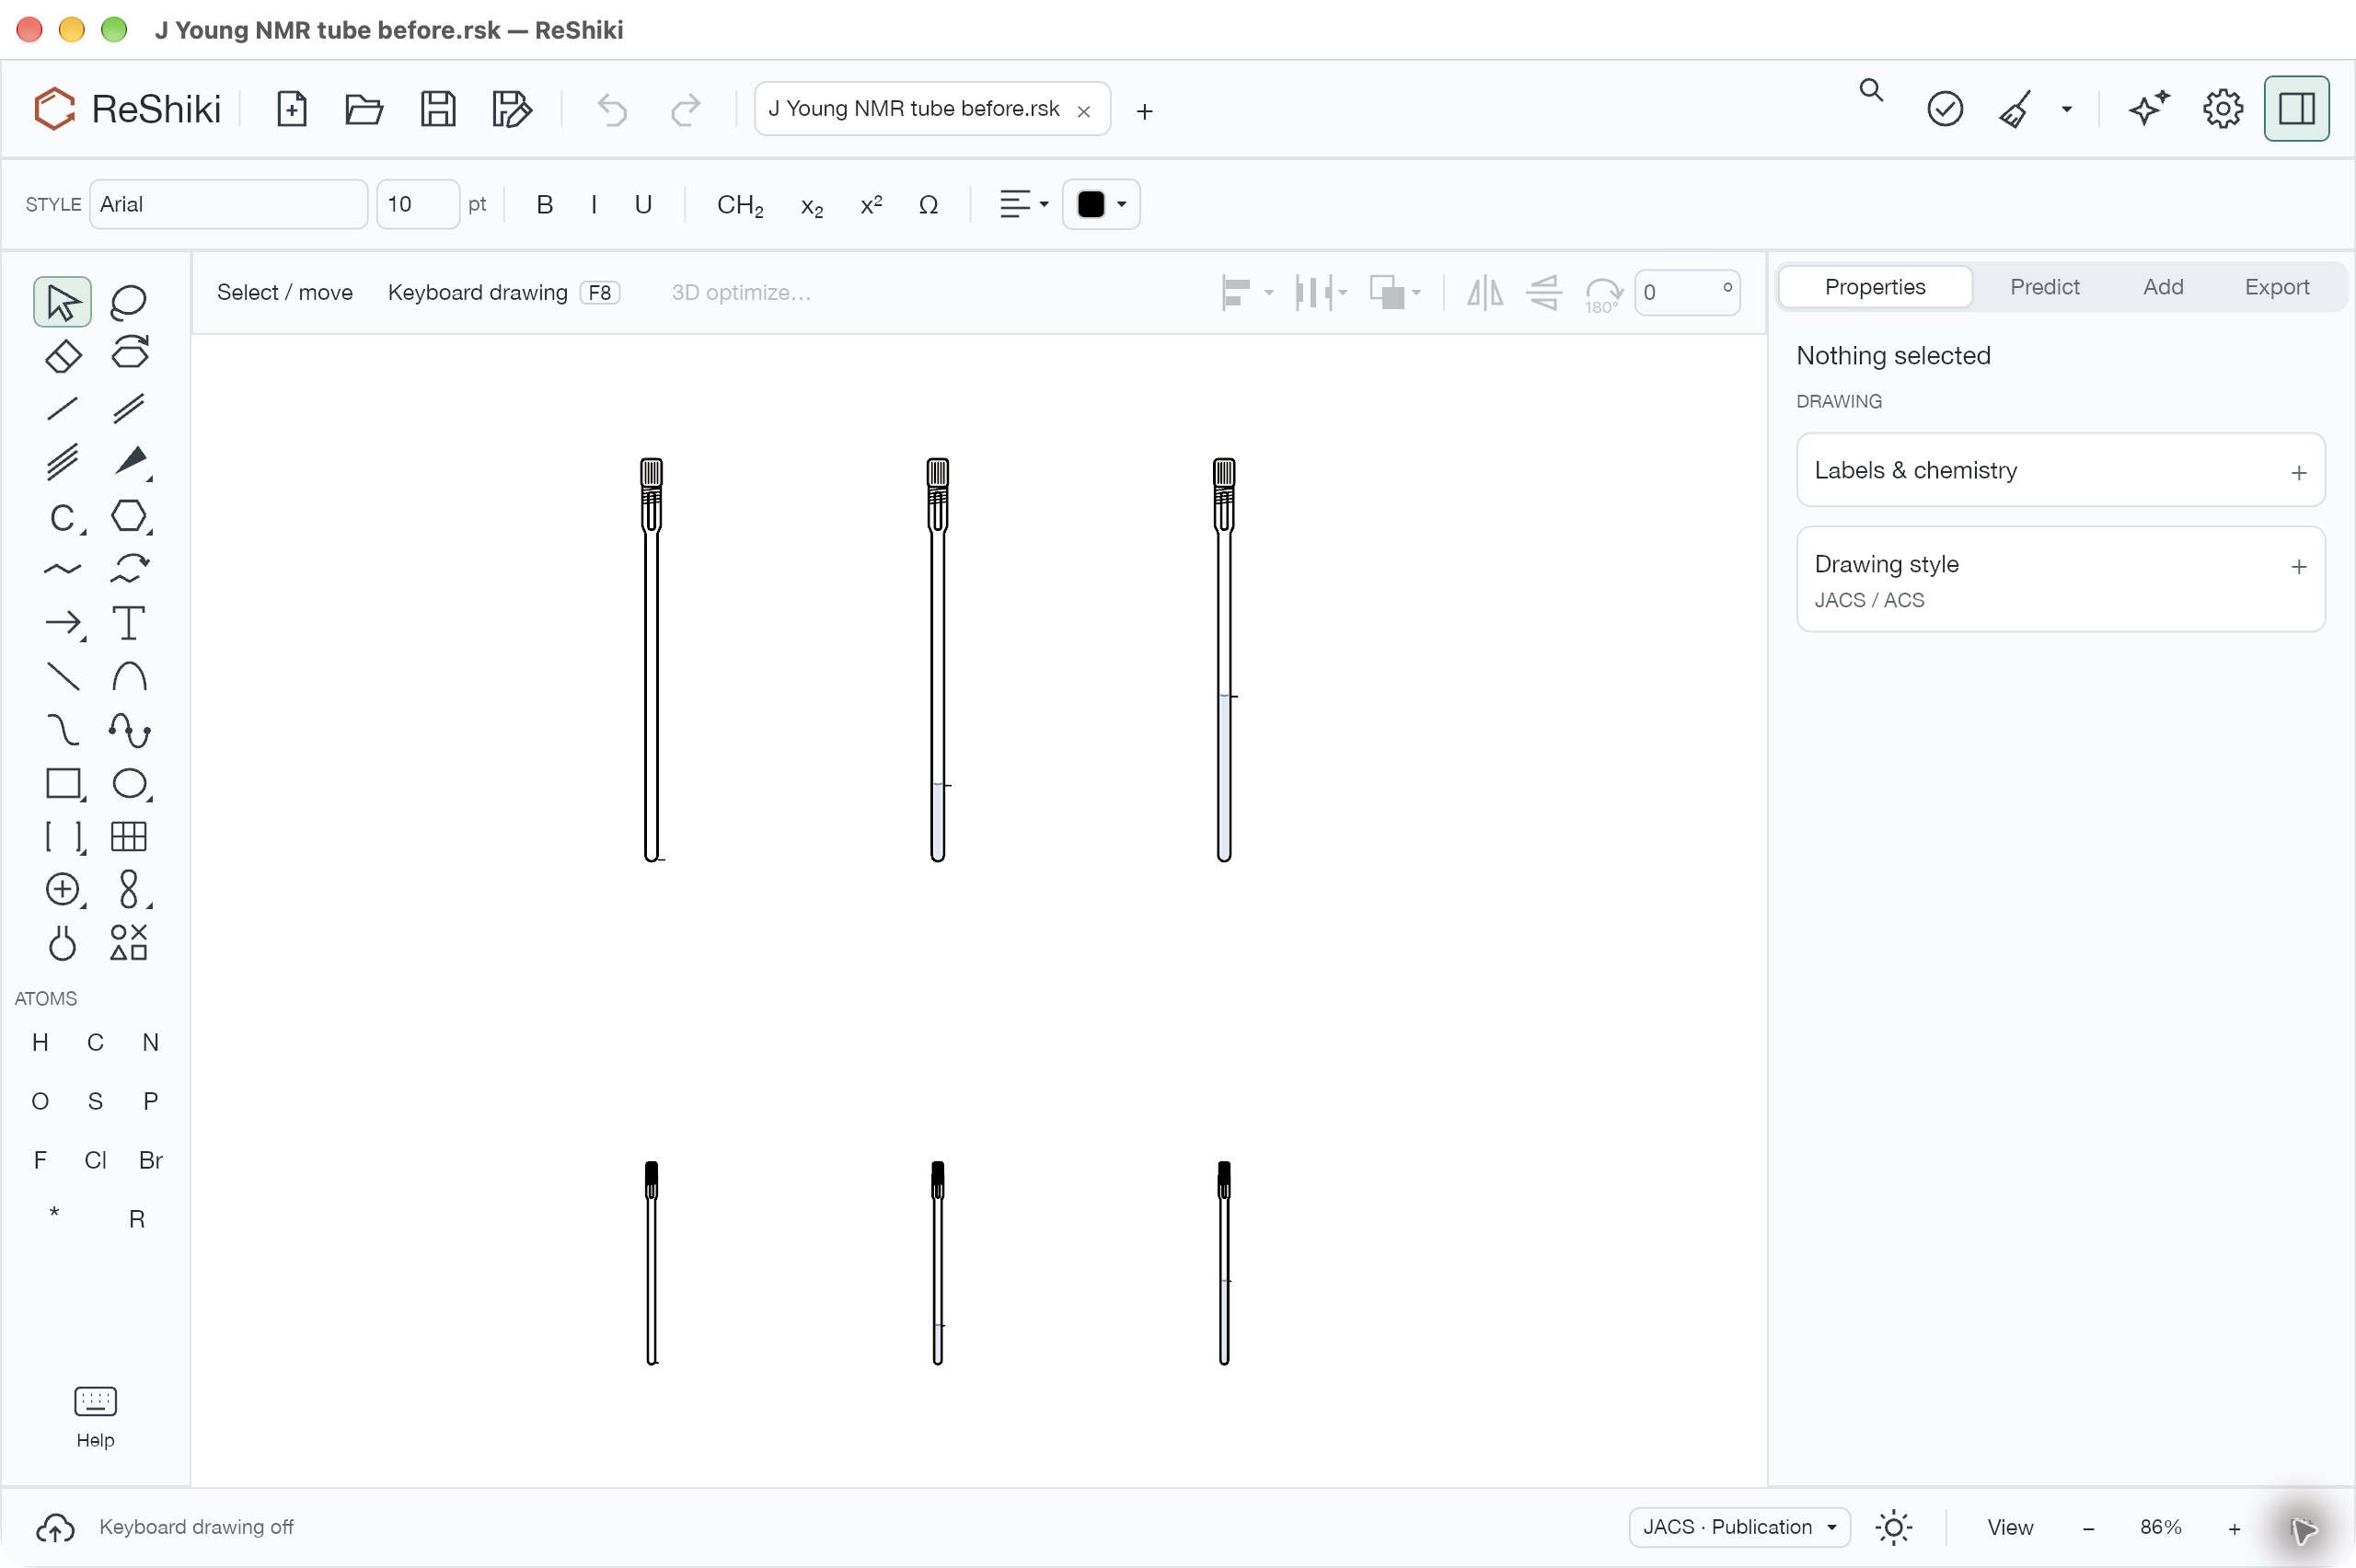 J Young NMR tube before.rsk — ReShiki
ReShiki
J Young NMR tube before.rsk × +
STYLE Arial 10 pt B I U CH₂ x₂ x² Ω
Select / move Keyboard drawing F8 3D optimize... 180° 0 °
Properties Predict Add Export
Nothing selected
DRAWING
Labels & chemistry +
Drawing style +
JACS / ACS
C
T
ATOMS
H C N
O S P
F Cl Br
* R
Help
Keyboard drawing off JACS · Publication View − 86% +